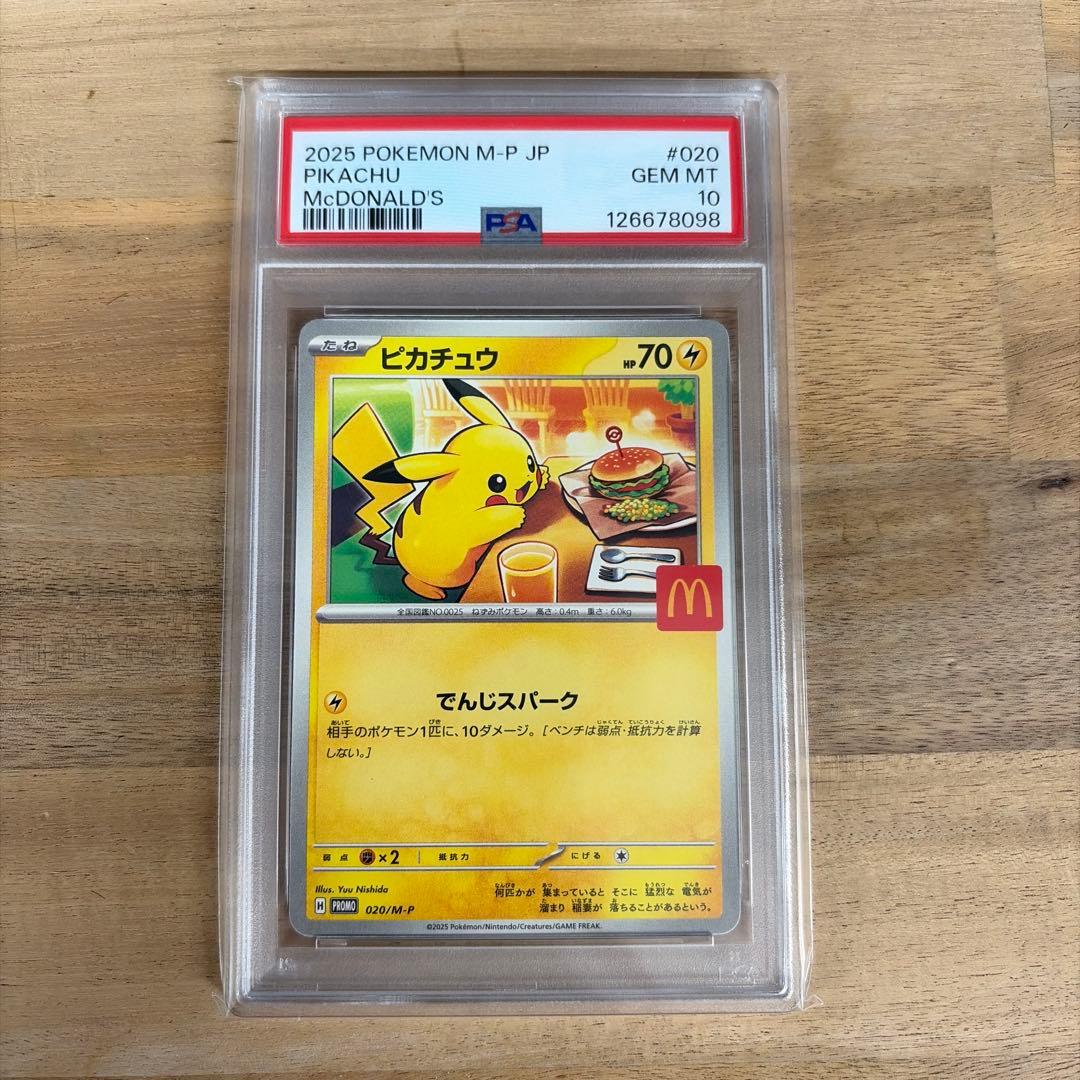 2025 POKEMON M-P JP #020
PIKACHU GEM MT
McDONALD'S 10
PSA 126678098
たね ピカチュウ HP70
全国図鑑NO.0025 ねずみポケモン 高さ:0.4m 重さ:6.0kg
でんじスパーク
相手のポケモン1匹に、10ダメージ。[ベンチは弱点・抵抗力を計算
しない。]
弱点 ×2 抵抗力 にげる
Illus. Yuu Nishida
何匹かが 集まっていると そこに 猛烈な 電気が
溜まり 稲妻が 落ちることがあるという。
H PROMO 020/M-P
©2025 Pokémon/Nintendo/Creatures/GAME FREAK.